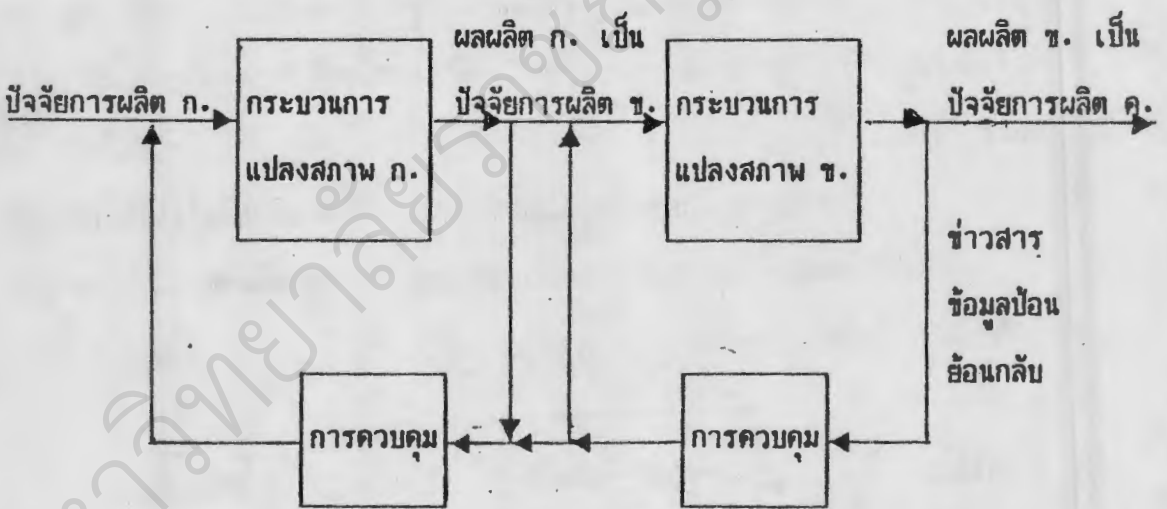 ผลผลิต ก. เป็น
ผลผลิต ข. เป็น
ปัจจัยการผลิต ก.
กระบวนการ
ปัจจัยการผลิต ข.
กระบวนการ
ปัจจัยการผลิต ค.
แปลงสภาพ ก.
แปลงสภาพ ข.
ข่าวสาร
ข้อมูลป้อน
ย้อนกลับ
การควบคุม
การควบคุม